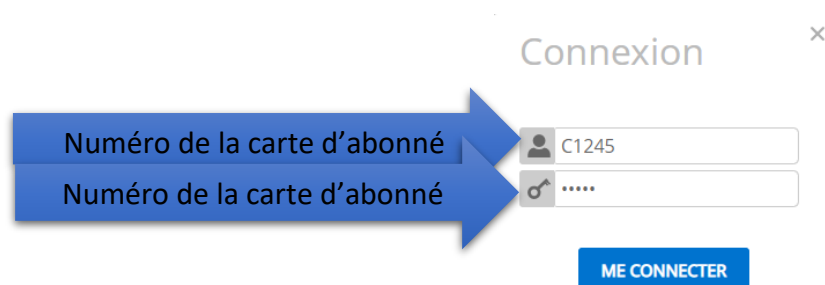 Connexion ×
Numéro de la carte d’abonné
C1245
Numéro de la carte d’abonné
•••••
ME CONNECTER